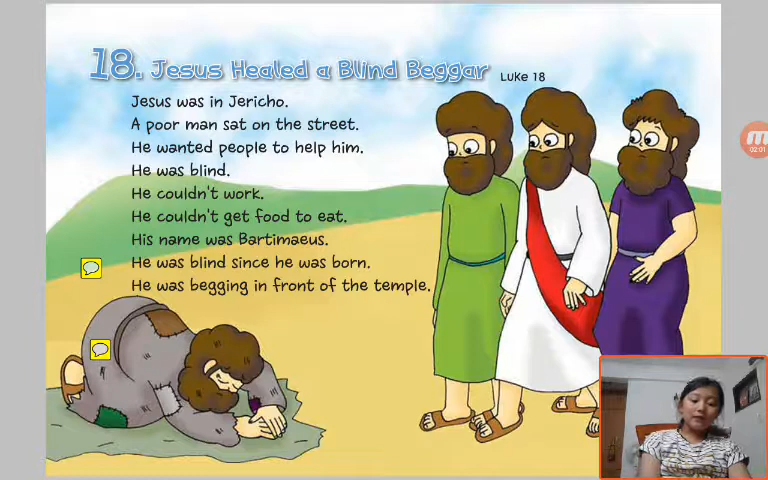 18. Jesus Healed a Blind Beggar Luke 18
Jesus was in Jericho.
A poor man sat on the street.
He wanted people to help him.
He was blind.
He couldn't work.
He couldn't get food to eat.
His name was Bartimaeus.
He was blind since he was born.
He was begging in front of the temple.
M
02:01